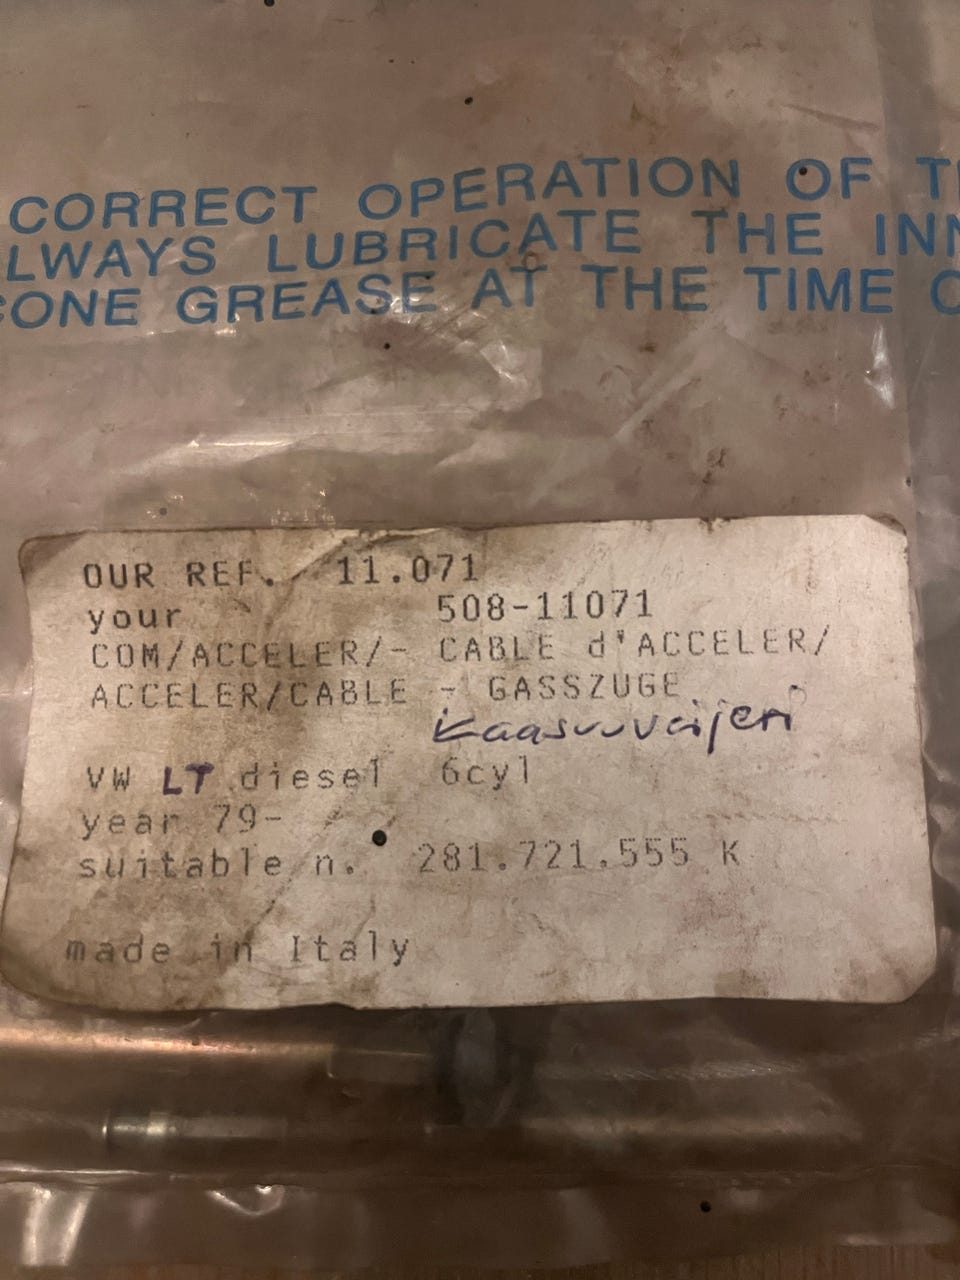 CORRECT OPERATION OF T
LWAYS LUBRICATE THE INN
CONE GREASE AT THE TIME O
OUR REF. 11.071
your 508-11071
COM/ACCELER/- CABLE d'ACCELER/
ACCELER/CABLE - GASSZUGE
Kaasuvaijeri
VW LT diesel 6cyl
year 79-
suitable n. 281.721.555 K
made in Italy